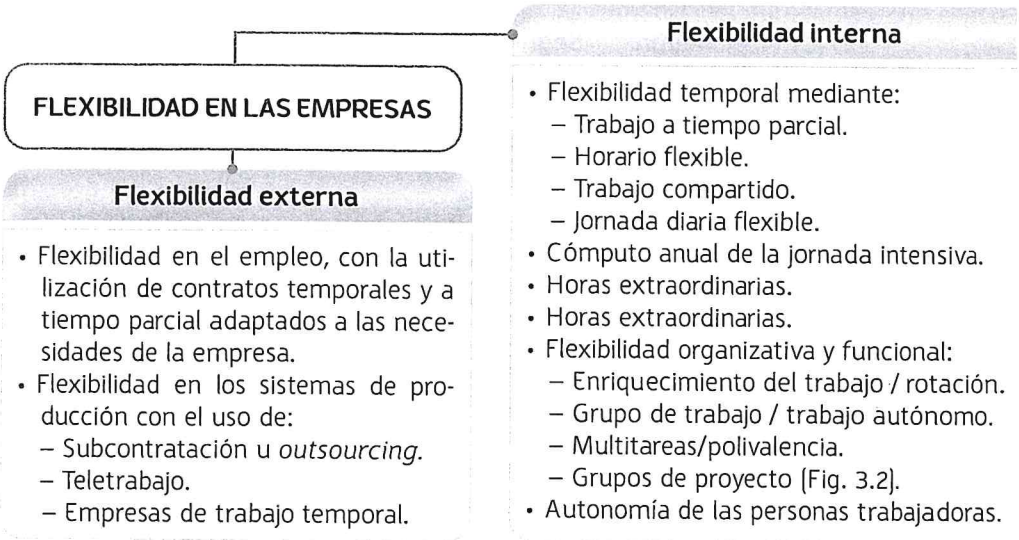 FLEXIBILIDAD EN LAS EMPRESAS
Flexibilidad externa
• Flexibilidad en el empleo, con la uti-
lización de contratos temporales y a
tiempo parcial adaptados a las nece-
sidades de la empresa.
• Flexibilidad en los sistemas de pro-
ducción con el uso de:
– Subcontratación u outsourcing.
– Teletrabajo.
– Empresas de trabajo temporal.
Flexibilidad interna
• Flexibilidad temporal mediante:
– Trabajo a tiempo parcial.
– Horario flexible.
– Trabajo compartido.
– Jornada diaria flexible.
• Cómputo anual de la jornada intensiva.
• Horas extraordinarias.
• Horas extraordinarias.
• Flexibilidad organizativa y funcional:
– Enriquecimiento del trabajo / rotación.
– Grupo de trabajo / trabajo autónomo.
– Multitareas/polivalencia.
– Grupos de proyecto (Fig. 3.2).
• Autonomía de las personas trabajadoras.